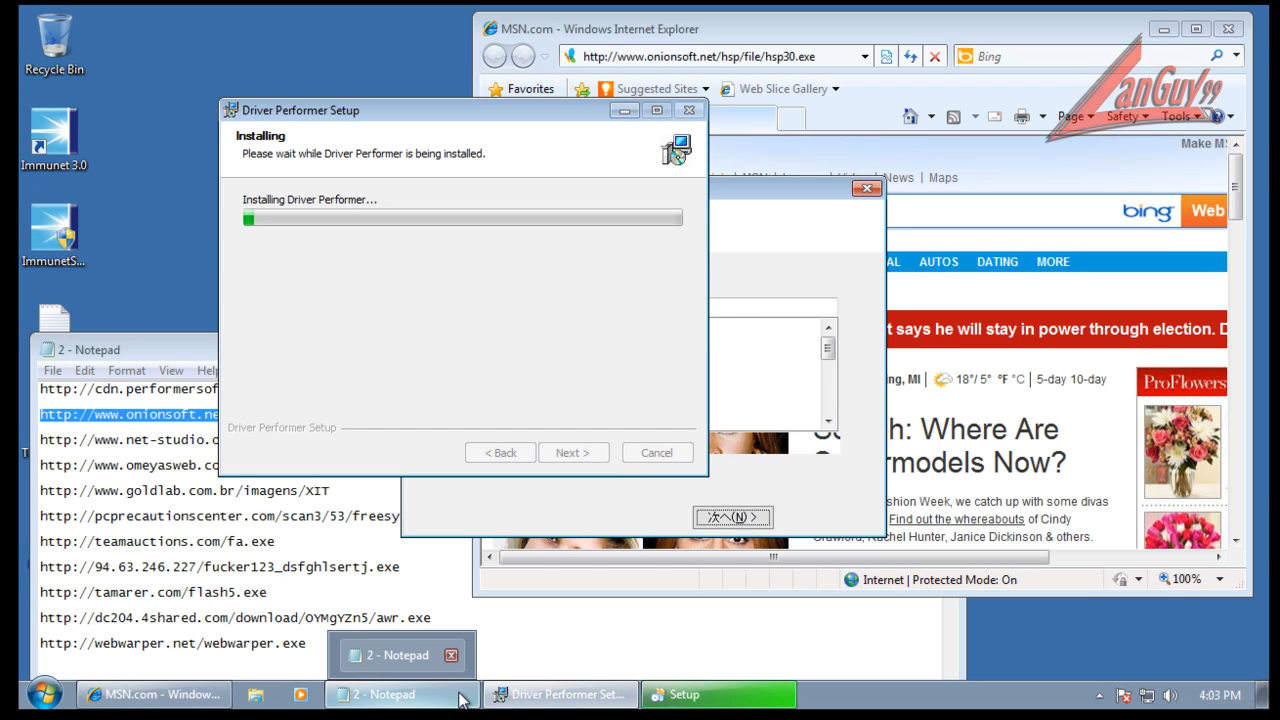 Recycle Bin
Immunet 3.0
ImmunetS...
MSN.com - Windows Internet Explorer
http://www.onionsoft.net/hsp/file/hsp30.exe
Bing
Favorites
Suggested Sites
Web Slice Gallery
anGuy99
Page
Safety
Tools
Make
News
Maps
bing
Web
AL
AUTOS
DATING
MORE
t says he will stay in power through election. D
ng, MI
18°/5°
°F °C
5-day 10-day
ProFlowers
h: Where Are
rmodels Now?
shion Week, we catch up with some divas
Find out the whereabouts of Cindy
Crawford, Rachel Hunter, Janice Dickinson & others.
Internet | Protected Mode: On
100%
Driver Performer Setup
Installing
Please wait while Driver Performer is being installed.
Installing Driver Performer...
Driver Performer Setup
< Back
Next >
Cancel
次へ(N) >
2 - Notepad
File
Edit
Format
View
Help
http://cdn.performersof
http://www.onionsoft.ne
http://www.net-studio.o
http://www.omeyasweb.co
http://www.goldlab.com.br/imagens/XIT
http://pcprecautionscenter.com/scan3/53/freesy
http://teamauctions.com/fa.exe
http://94.63.246.227/fucker123_dsfghlsertj.exe
http://tamarer.com/flash5.exe
http://dc204.4shared.com/download/OYMgYZn5/awr.exe
http://webwarper.net/webwarper.exe
2 - Notepad
MSN.com - Window...
2 - Notepad
Driver Performer Set...
Setup
4:03 PM